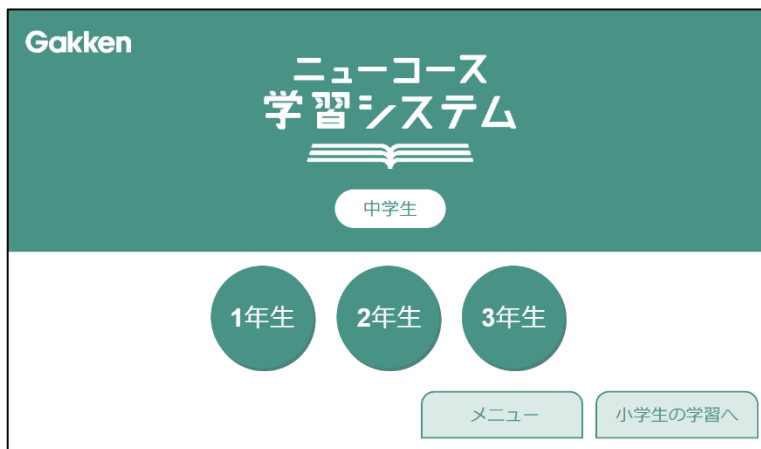 Gakken
ニューコース
学習システム
中学生
1年生 2年生 3年生
メニュー 小学生の学習へ